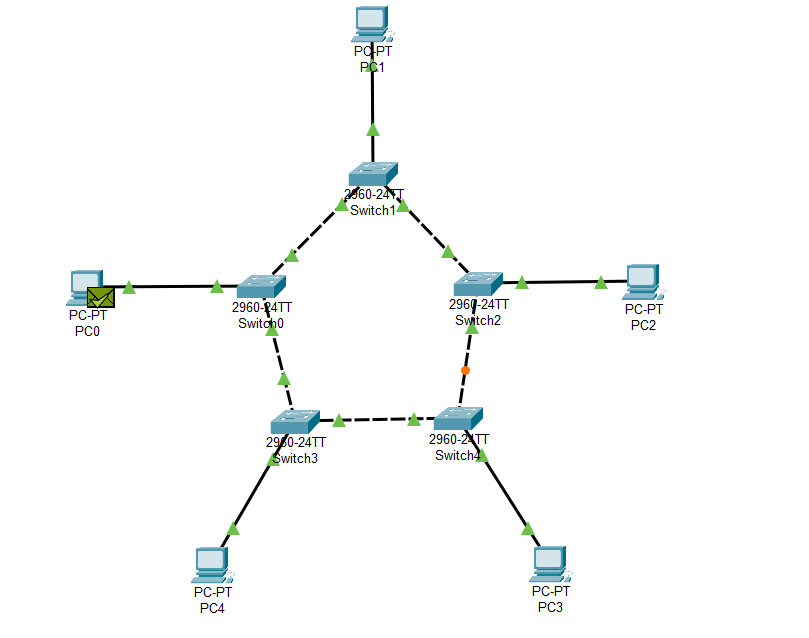 PC-PT
PC1
2960-24TT
Switch1
2960-24TT
Switch0
2960-24TT
Switch2
PC-PT
PC0
PC-PT
PC2
2960-24TT
Switch3
2960-24TT
Switch4
PC-PT
PC4
PC-PT
PC3